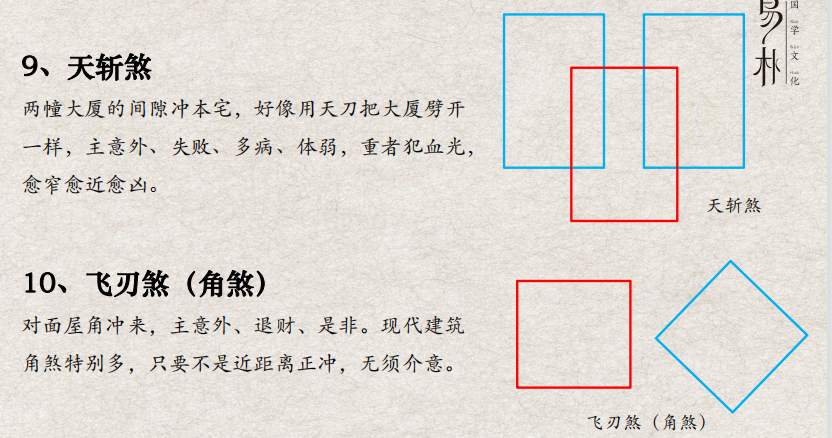 9、天斩煞
两幢大厦的间隙冲本宅，好像用天刀把大厦劈开
一样，主意外、失败、多病、体弱，重者犯血光，
愈窄愈近愈凶。
天斩煞
10、飞刃煞（角煞）
对面屋角冲来，主意外、退财、是非。现代建筑
角煞特别多，只要不是近距离正冲，无须介意。
飞刃煞（角煞）
易朴
国学文化